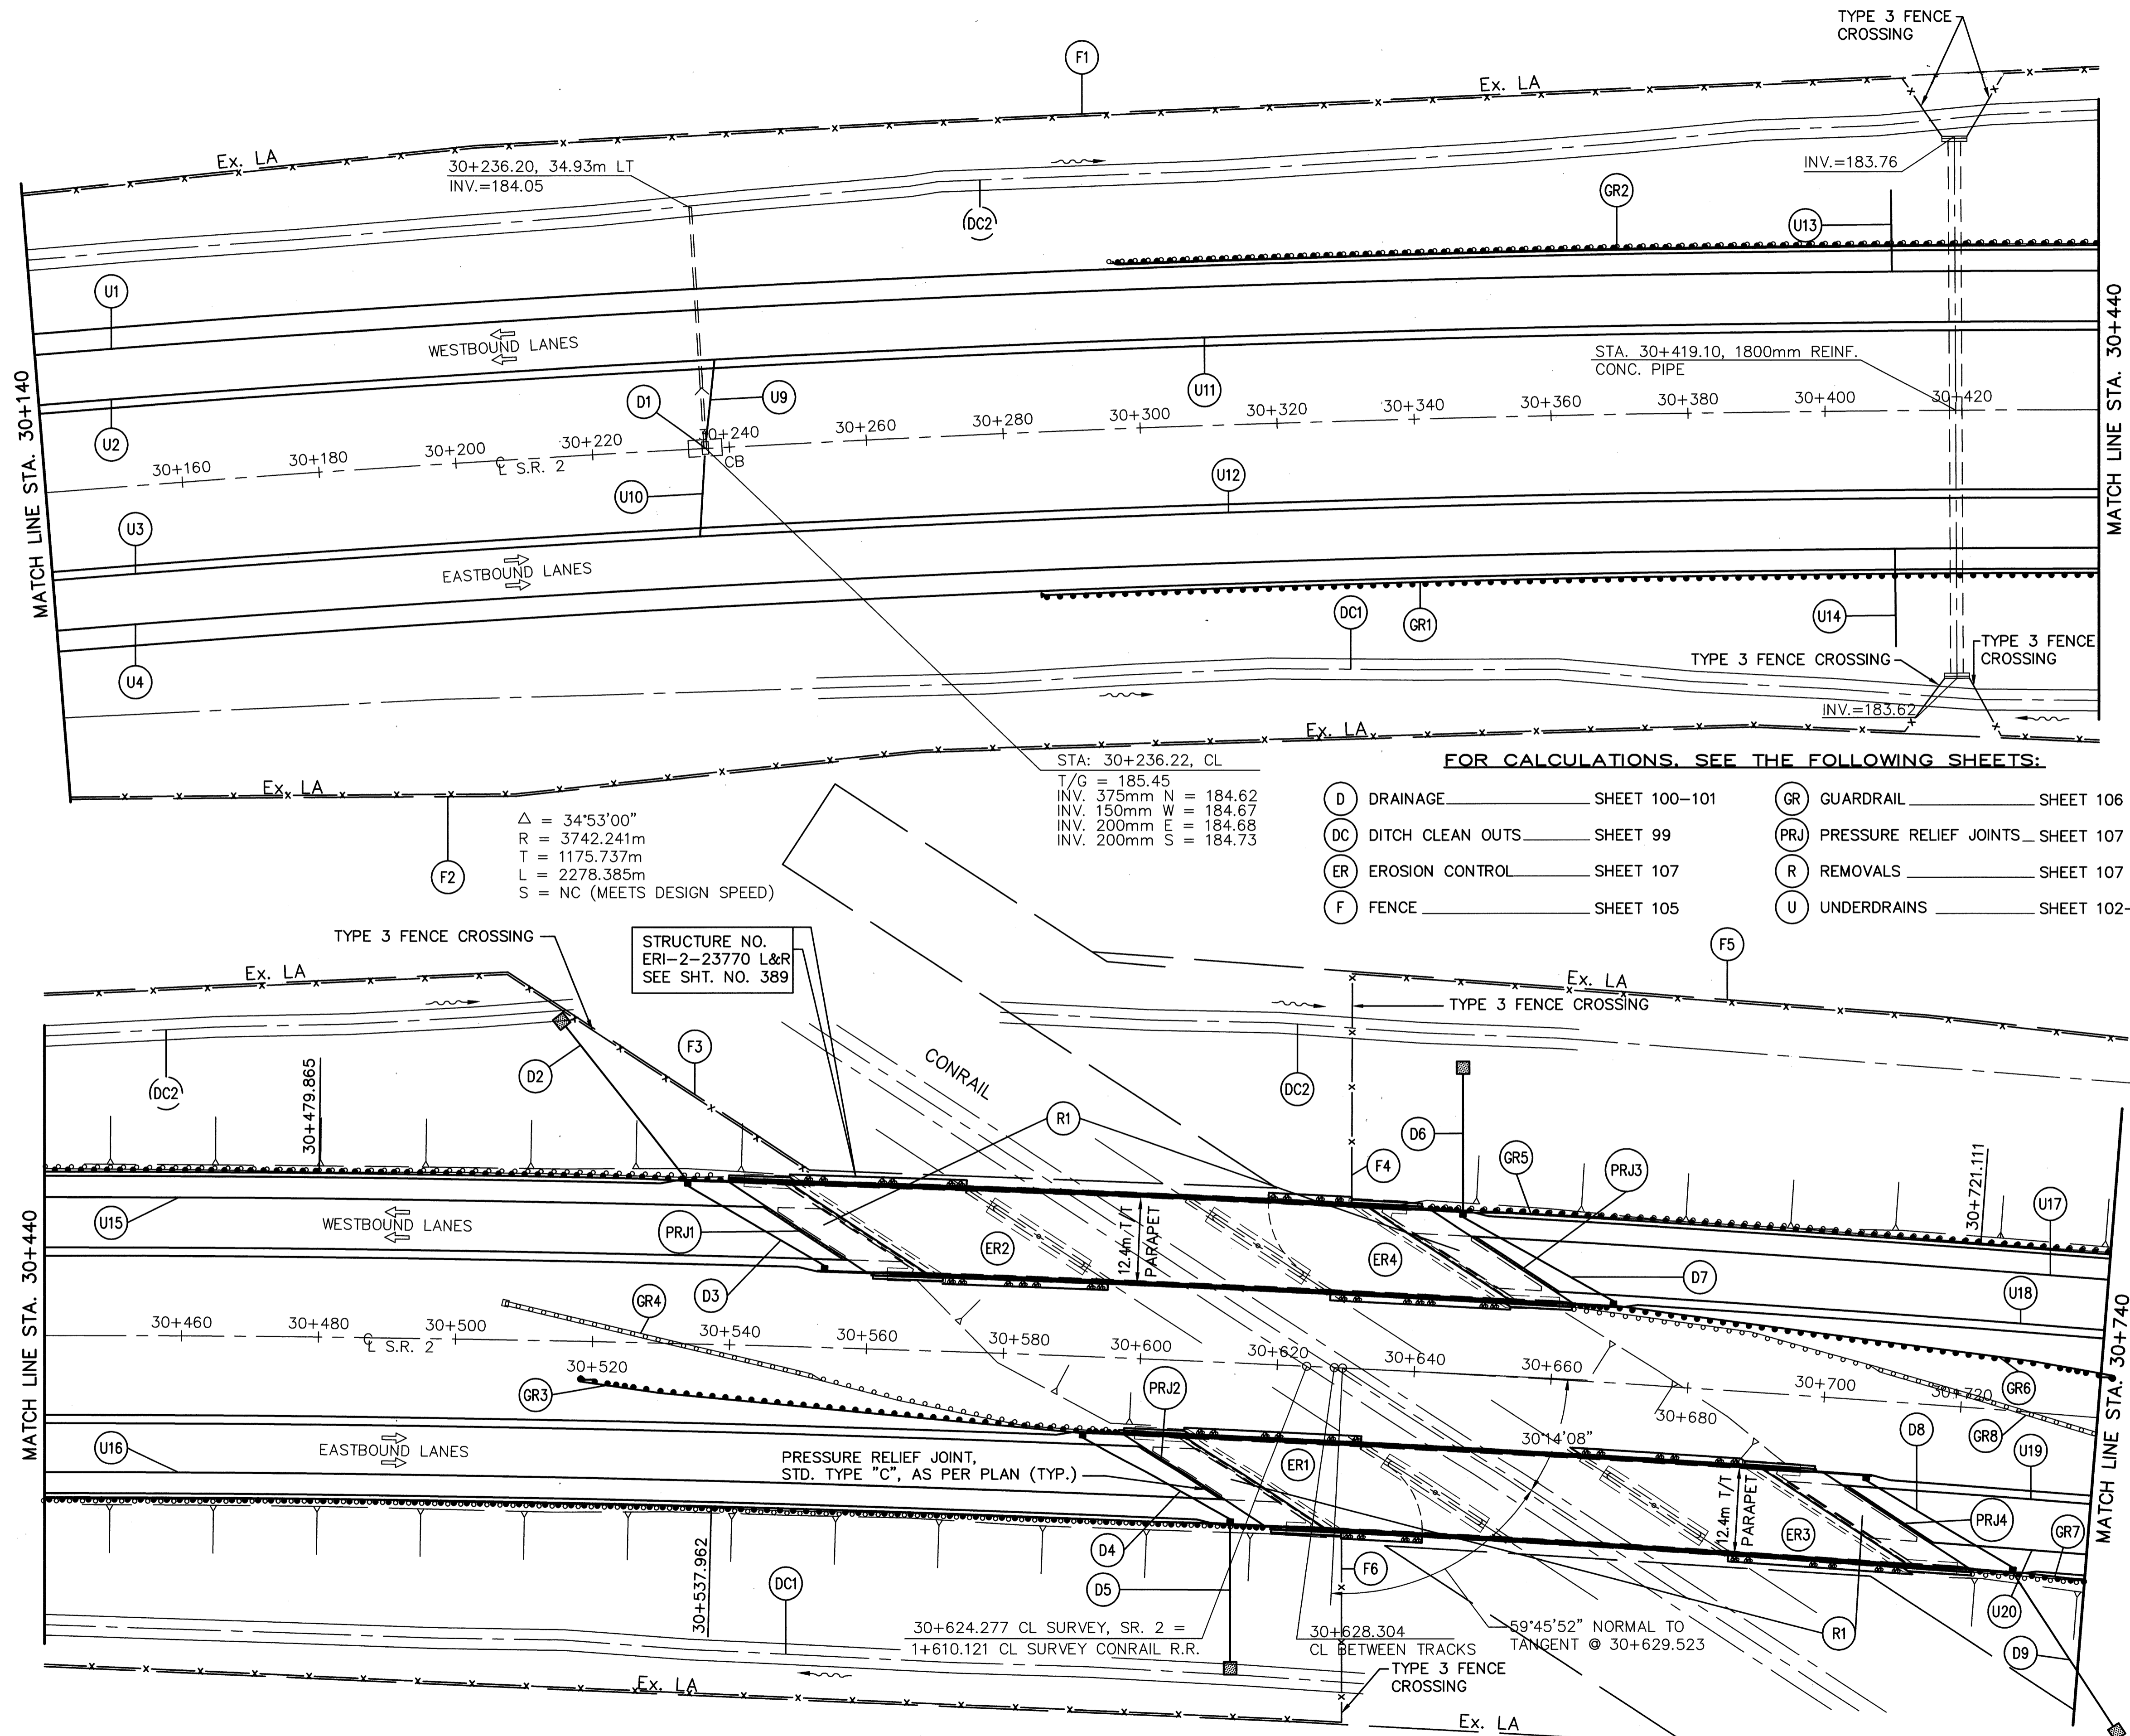 TYPE 3 FENCE
CROSSING
F1
Ex. LA
Ex. LA
30+236.20, 34.93m LT
INV.=184.05
INV.=183.76
DC2
GR2
U13
U1
MATCH LINE STA. 30+140
WESTBOUND LANES
MATCH LINE STA. 30+440
STA. 30+419.10, 1800mm REINF.
CONC. PIPE
U11
U9
D1
U2
30+160
30+180
30+200
30+220
30+240
30+260
30+280
30+300
30+320
30+340
30+360
30+380
30+400
30+420
℄ S.R. 2
CB
U10
U12
U3
EASTBOUND LANES
DC1
GR1
U14
U4
TYPE 3 FENCE CROSSING
TYPE 3 FENCE
CROSSING
INV.=183.62
Ex. LA
Ex. LA
F2
Δ = 34°53'00"
R = 3742.241m
T = 1175.737m
L = 2278.385m
S = NC (MEETS DESIGN SPEED)
STA: 30+236.22, CL
T/G = 185.45
INV. 375mm N = 184.62
INV. 150mm W = 184.67
INV. 200mm E = 184.68
INV. 200mm S = 184.73
FOR CALCULATIONS, SEE THE FOLLOWING SHEETS:
D DRAINAGE SHEET 100-101
DC DITCH CLEAN OUTS SHEET 99
ER EROSION CONTROL SHEET 107
F FENCE SHEET 105
GR GUARDRAIL SHEET 106
PRJ PRESSURE RELIEF JOINTS SHEET 107
R REMOVALS SHEET 107
U UNDERDRAINS SHEET 102-
TYPE 3 FENCE CROSSING
STRUCTURE NO.
ERI-2-23770 L&R
SEE SHT. NO. 389
F5
Ex. LA
Ex. LA
TYPE 3 FENCE CROSSING
DC2
D2
F3
CONRAIL
DC2
30+479.865
R1
D6
F4
GR5
PRJ3
30+721.111
U17
U15
WESTBOUND LANES
PRJ1
ER2
12.4m T/T
PARAPET
ER4
D7
D3
U18
MATCH LINE STA. 30+440
MATCH LINE STA. 30+740
GR4
30+460
30+480
30+500
30+520
30+540
30+560
30+580
30+600
30+620
30+640
30+660
30+680
30+700
30+720
℄ S.R. 2
GR3
GR6
PRJ2
D8
GR8
U19
U16
EASTBOUND LANES
PRESSURE RELIEF JOINT,
STD. TYPE "C", AS PER PLAN (TYP.)
ER1
30°14'08"
12.4m T/T
PARAPET
ER3
PRJ4
GR7
D4
D5
F6
30+537.962
DC1
U20
R1
D9
30+624.277 CL SURVEY, SR. 2 =
1+610.121 CL SURVEY CONRAIL R.R.
30+628.304
CL BETWEEN TRACKS
59°45'52" NORMAL TO
TANGENT @ 30+629.523
TYPE 3 FENCE
CROSSING
Ex. LA
Ex. LA